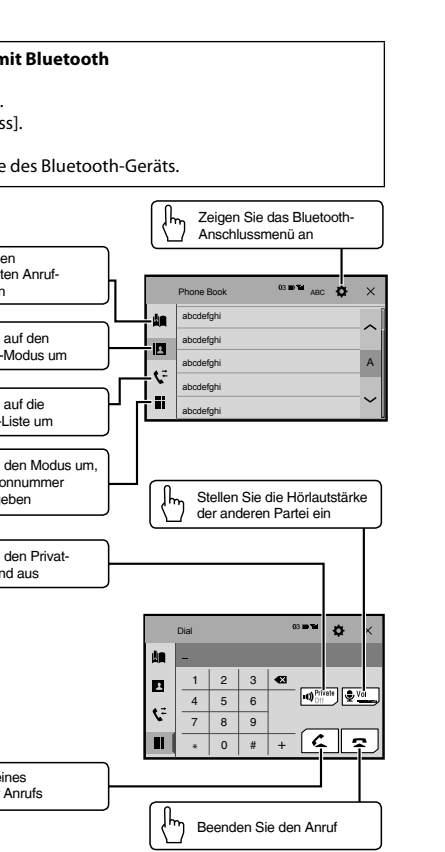 mit Bluetooth
.
ss].
e des Bluetooth-Geräts.
Zeigen Sie das Bluetooth-
Anschlussmenü an
en
ten Anruf-
n
auf den
-Modus um
auf die
-Liste um
den Modus um,
onnummer
geben
Phone Book
03
ABC
abcdefghi
abcdefghi
abcdefghi
A
abcdefghi
abcdefghi
Stellen Sie die Hörlautstärke
der anderen Partei ein
den Privat-
nd aus
Dial
03
–
1 2 3
4 5 6
7 8 9
* 0 # +
Private
Off
Vol
eines
r Anrufs
Beenden Sie den Anruf